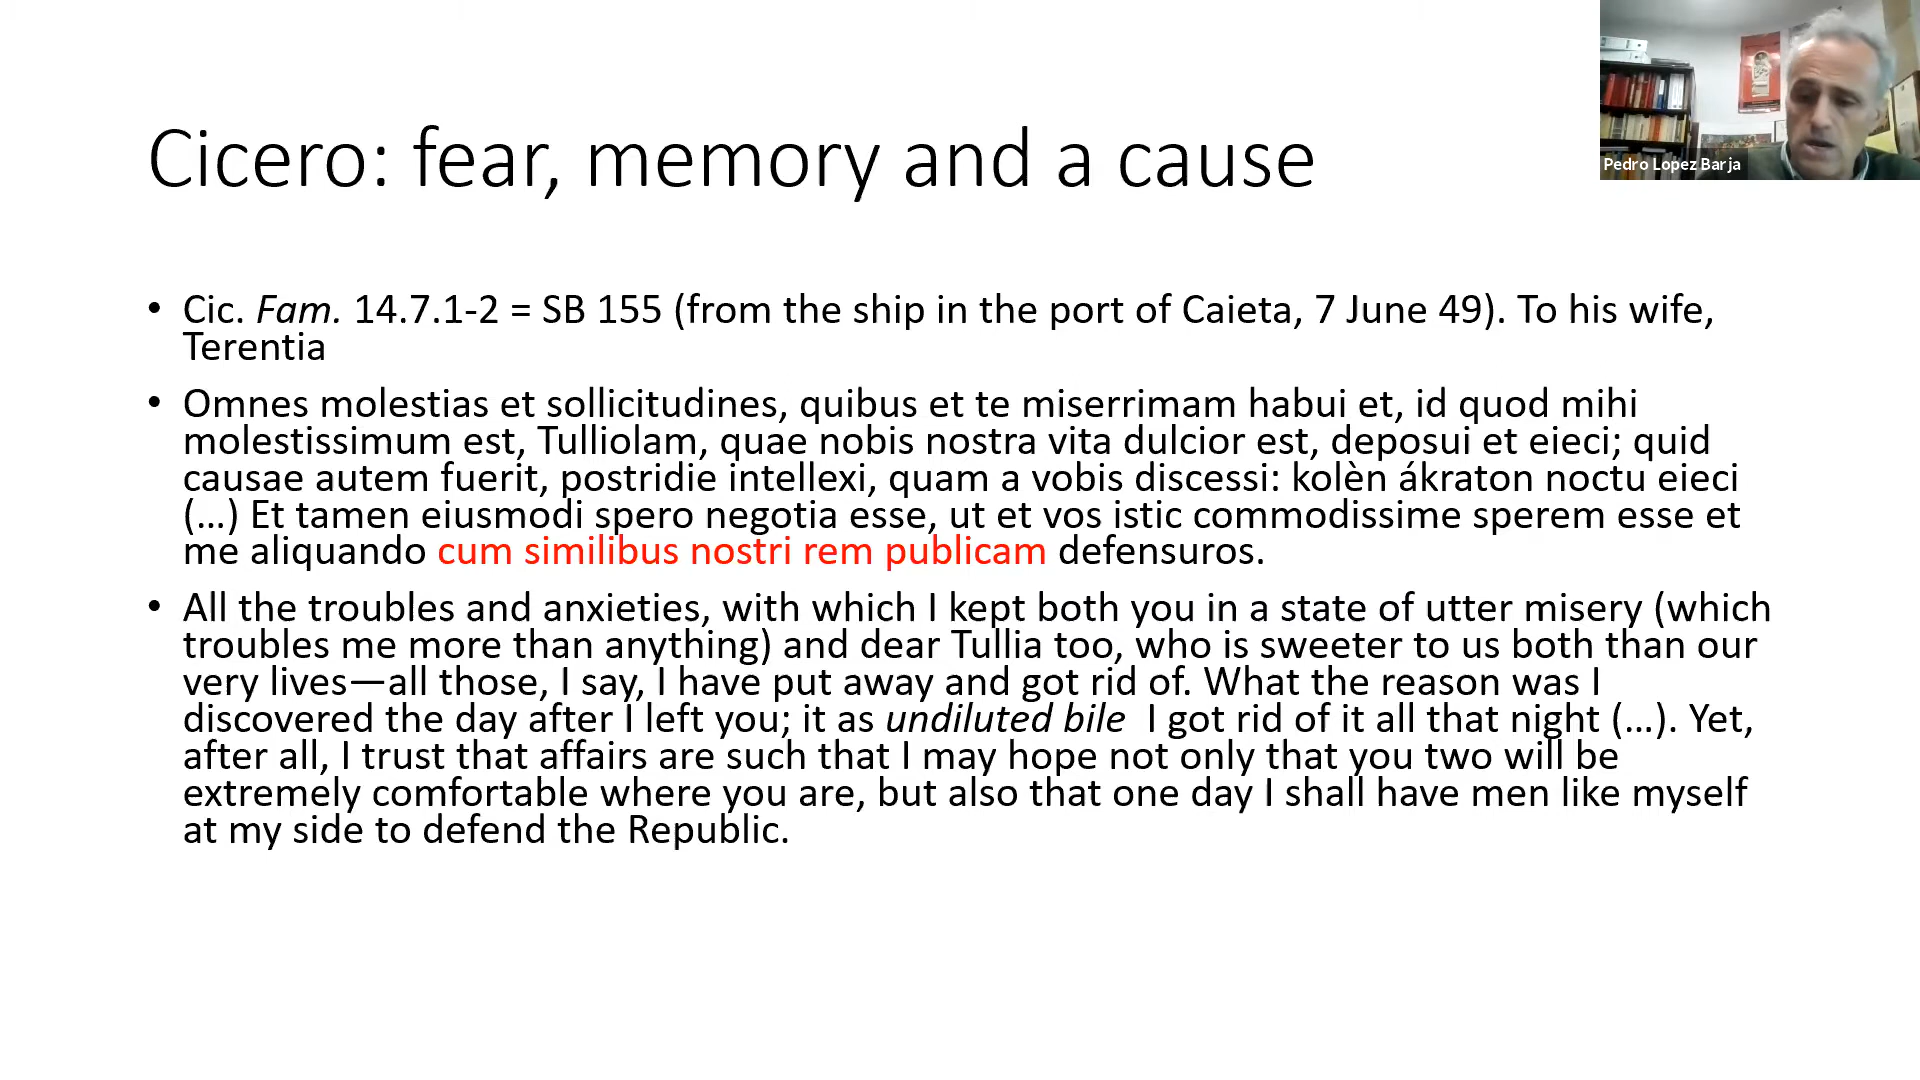 Cicero: fear, memory and a cause
Pedro Lopez Barja
• Cic. Fam. 14.7.1-2 = SB 155 (from the ship in the port of Caieta, 7 June 49). To his wife,
Terentia
• Omnes molestias et sollicitudines, quibus et te miserrimam habui et, id quod mihi
molestissimum est, Tulliolam, quae nobis nostra vita dulcior est, deposui et eieci; quid
causae autem fuerit, postridie intellexi, quam a vobis discessi: kolèn ákraton noctu eieci
(…) Et tamen eiusmodi spero negotia esse, ut et vos istic commodissime sperem esse et
me aliquando cum similibus nostri rem publicam defensuros.
• All the troubles and anxieties, with which I kept both you in a state of utter misery (which
troubles me more than anything) and dear Tullia too, who is sweeter to us both than our
very lives—all those, I say, I have put away and got rid of. What the reason was I
discovered the day after I left you; it as undiluted bile I got rid of it all that night (…). Yet,
after all, I trust that affairs are such that I may hope not only that you two will be
extremely comfortable where you are, but also that one day I shall have men like myself
at my side to defend the Republic.